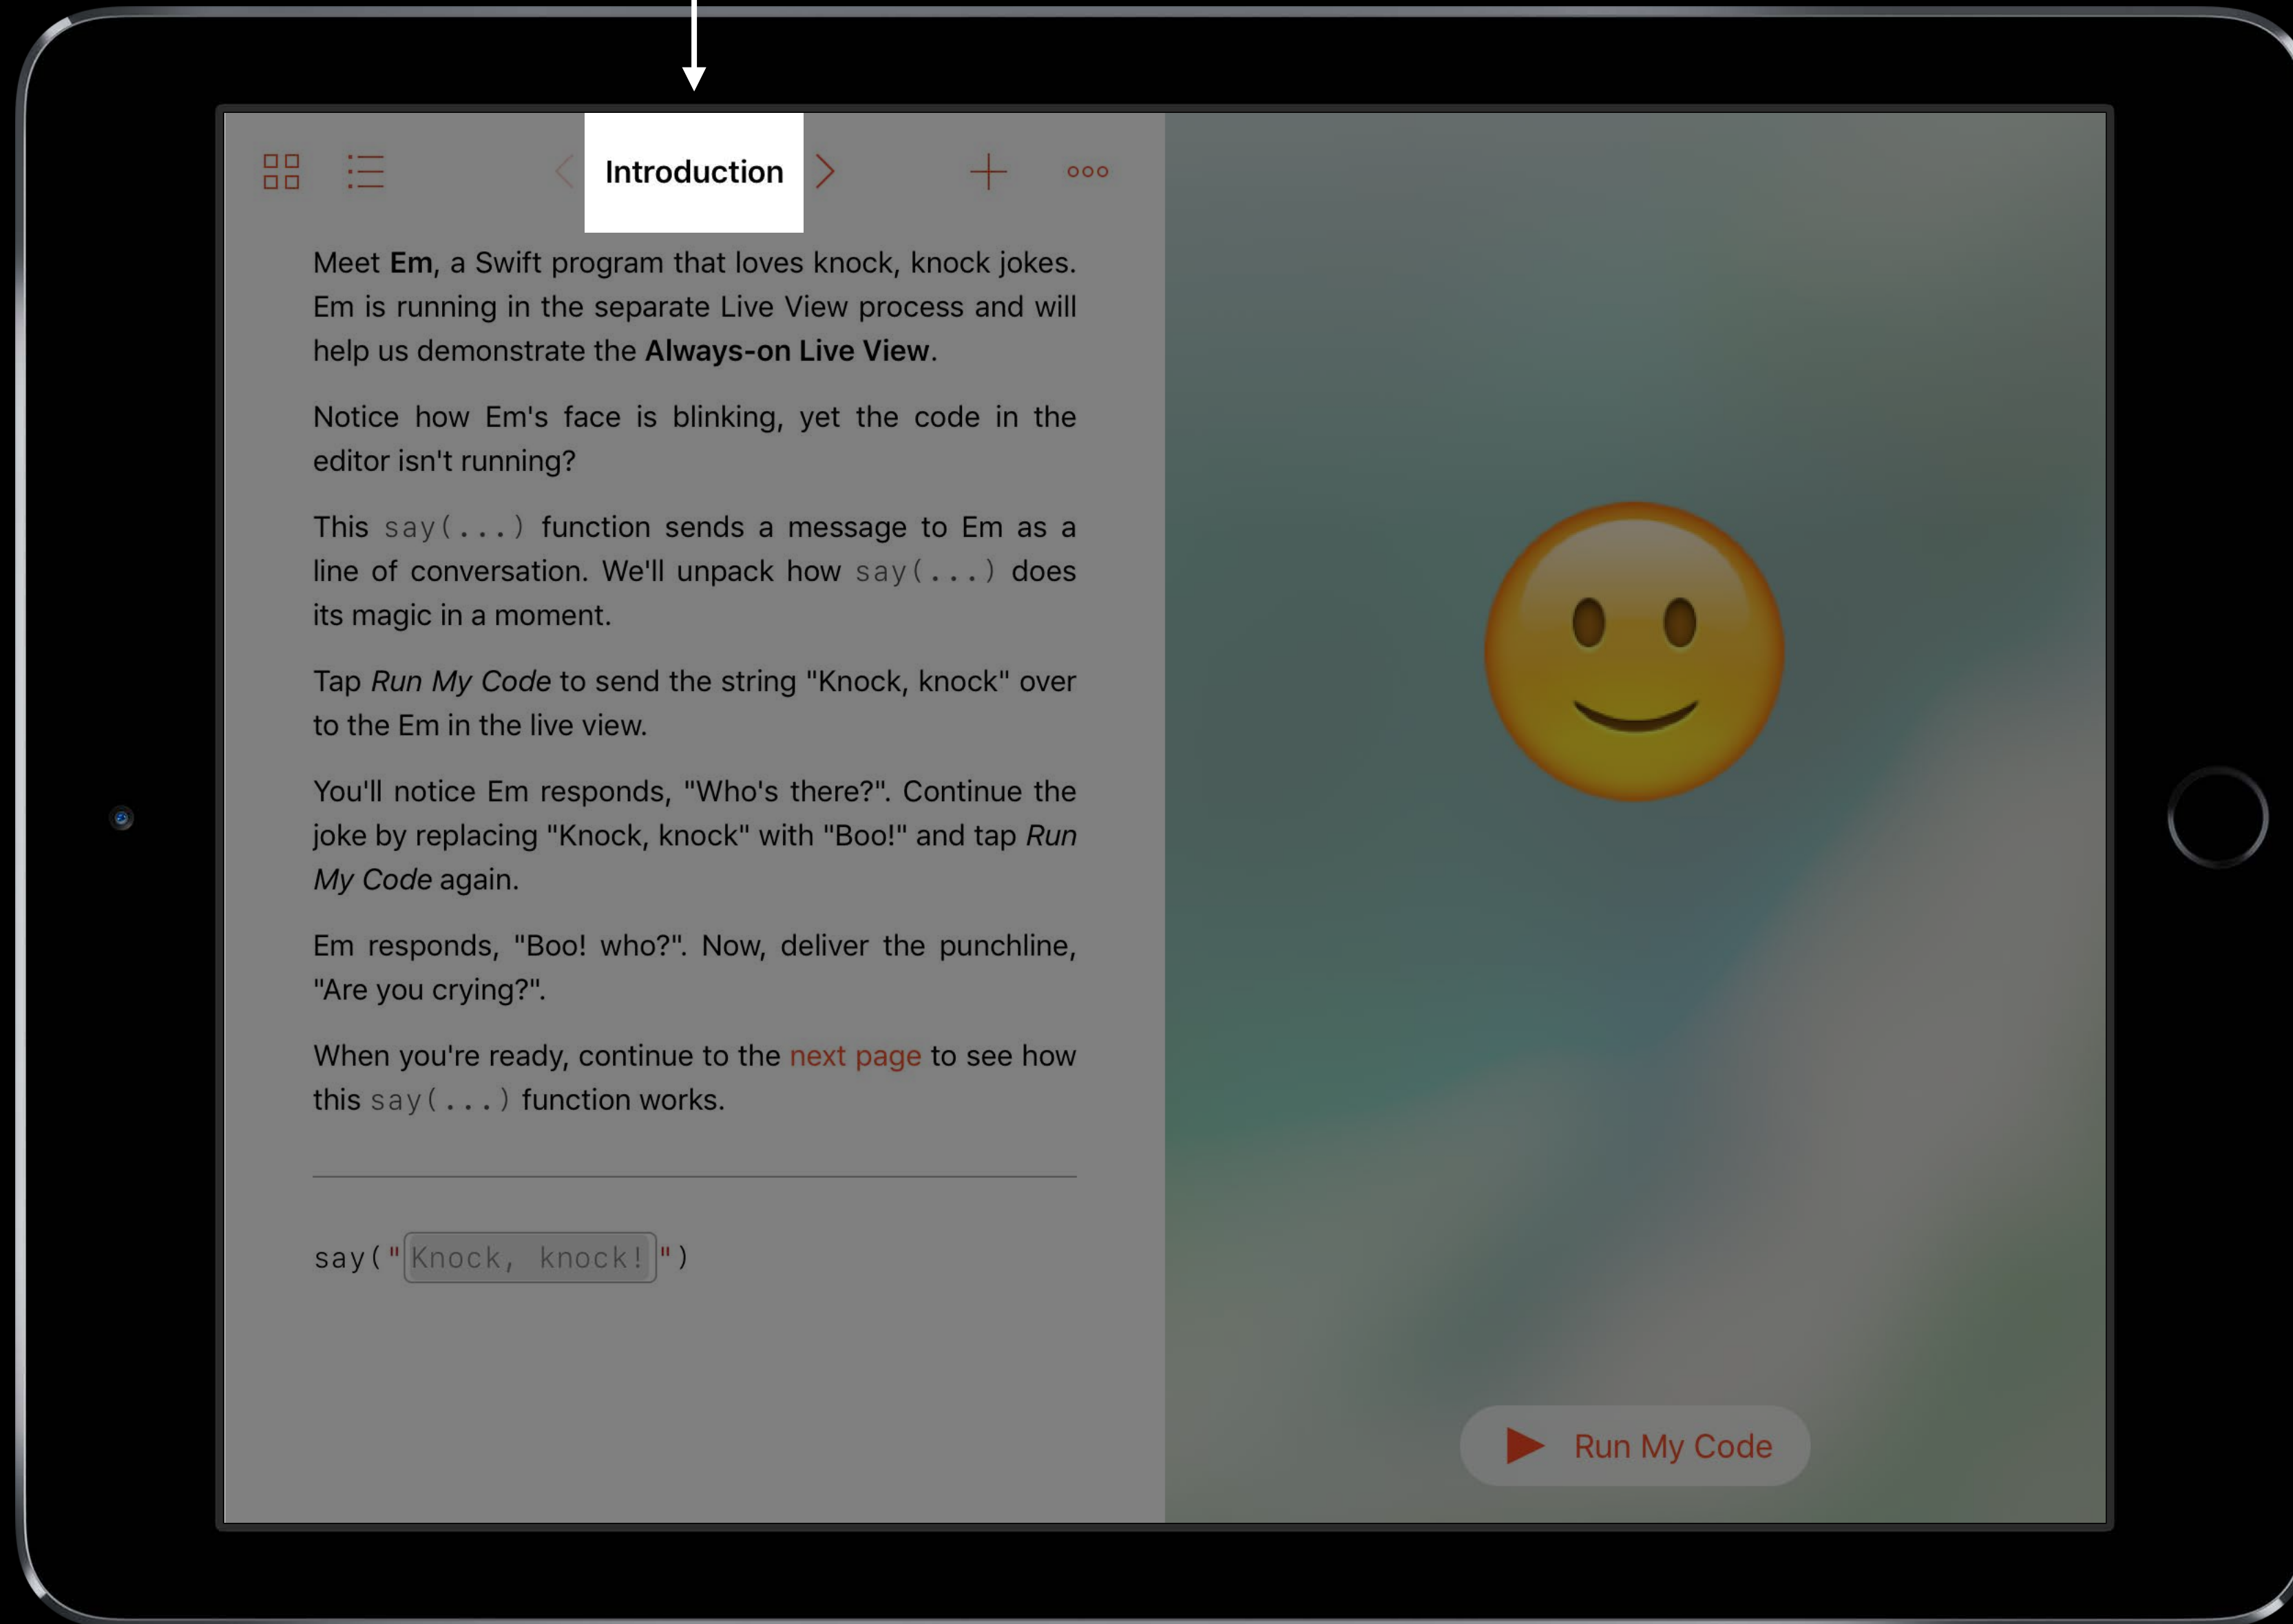 Introduction
Meet Em, a Swift program that loves knock, knock jokes.
Em is running in the separate Live View process and will
help us demonstrate the Always-on Live View.
Notice how Em's face is blinking, yet the code in the
editor isn't running?
This say(...) function sends a message to Em as a
line of conversation. We'll unpack how say(...) does
its magic in a moment.
Tap Run My Code to send the string "Knock, knock" over
to the Em in the live view.
You'll notice Em responds, "Who's there?". Continue the
joke by replacing "Knock, knock" with "Boo!" and tap Run
My Code again.
Em responds, "Boo! who?". Now, deliver the punchline,
"Are you crying?".
When you're ready, continue to the next page to see how
this say(...) function works.
say("Knock, knock!")
Run My Code